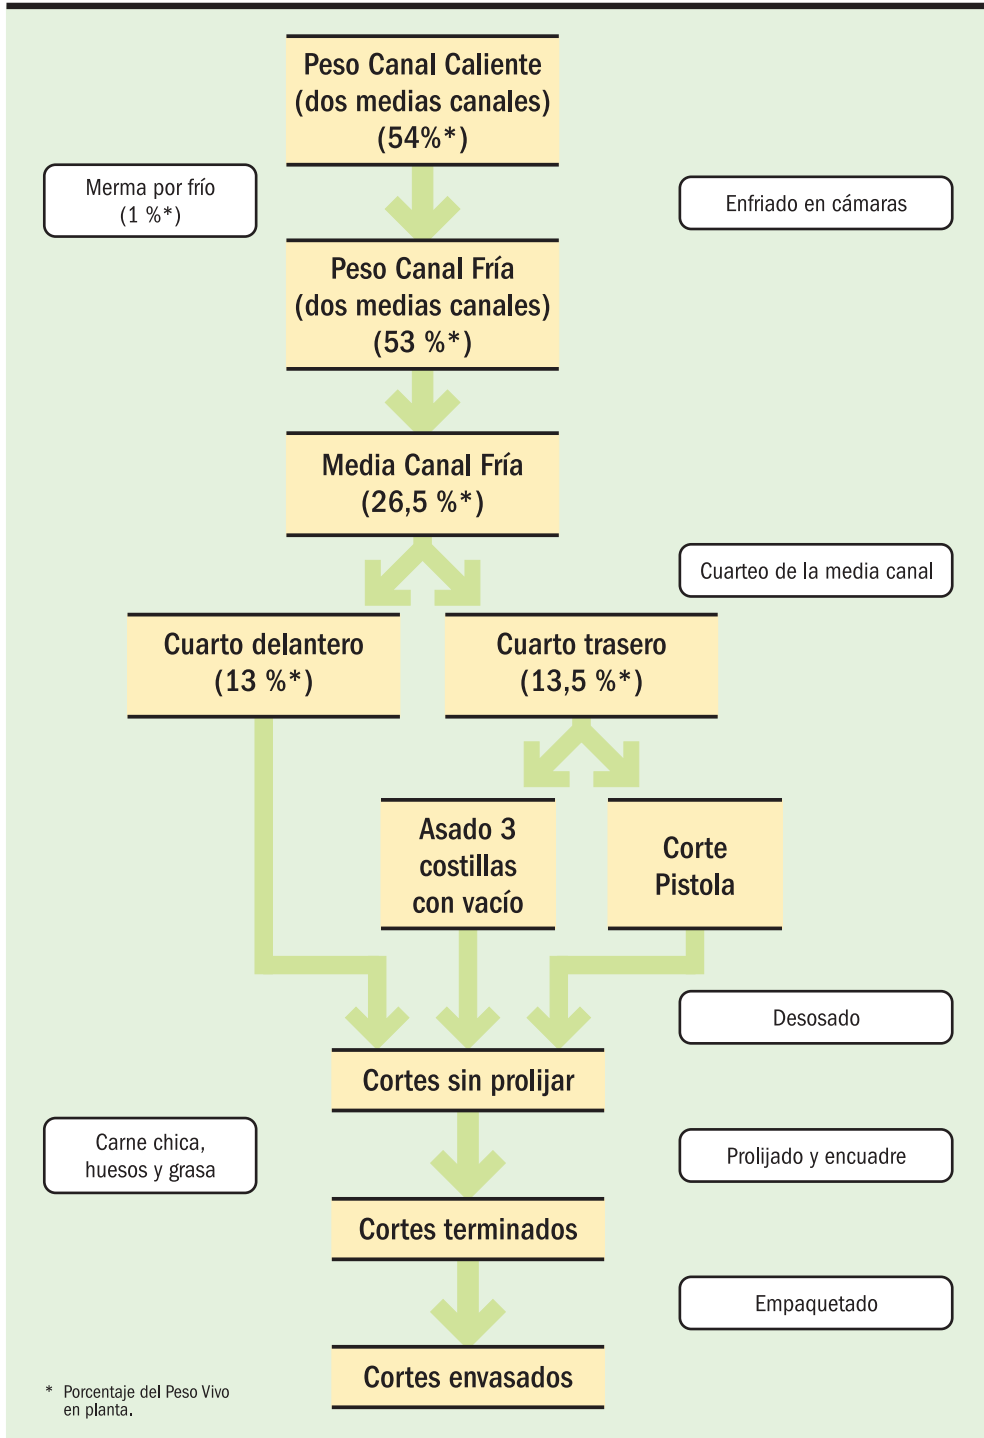 Peso Canal Caliente
(dos medias canales)
(54%*)
Merma por frío
(1 %*)
Enfriado en cámaras
Peso Canal Fría
(dos medias canales)
(53 %*)
Media Canal Fría
(26,5 %*)
Cuarteo de la media canal
Cuarto delantero
(13 %*)
Cuarto trasero
(13,5 %*)
Asado 3
costillas
con vacío
Corte
Pistola
Desosado
Cortes sin prolijar
Carne chica,
huesos y grasa
Prolijado y encuadre
Cortes terminados
Empaquetado
Cortes envasados
* Porcentaje del Peso Vivo
en planta.